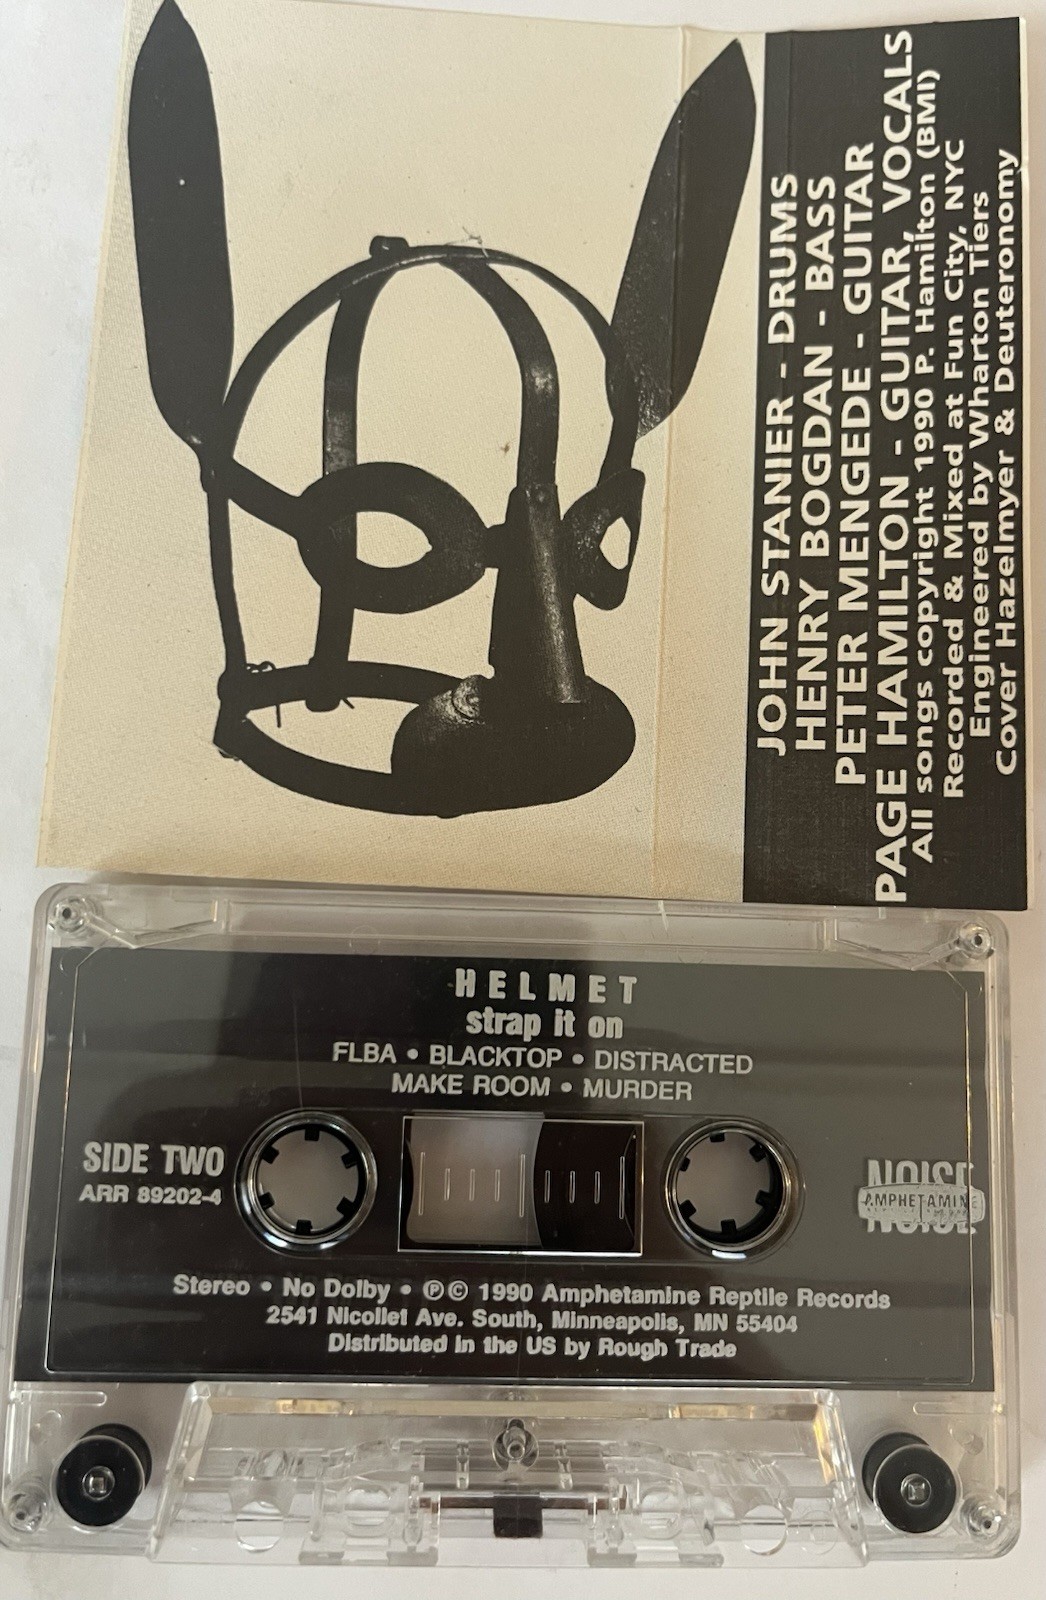 JOHN STANIER - DRUMS
HENRY BOGDAN - BASS
PETER MENGEDE - GUITAR
PAGE HAMILTON - GUITAR, VOCALS
All songs copyright 1990 P. Hamilton (BMI)
Recorded & Mixed at Fun City, NYC
Engineered by Wharton Tiers
Cover Hazelmyer & Deuteronomy
HELMET
strap it on
FLBA • BLACKTOP • DISTRACTED
MAKE ROOM • MURDER
SIDE TWO
ARR 89202-4
NOISE
AMPHETAMINE
NOISE
Stereo • No Dolby • ℗© 1990 Amphetamine Reptile Records
2541 Nicollet Ave. South, Minneapolis, MN 55404
Distributed in the US by Rough Trade